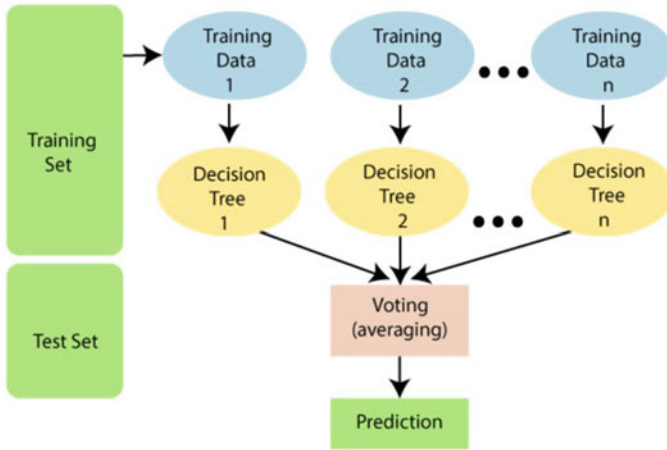 Training
Set
Test Set
Training
Data
1
Training
Data
2
Training
Data
n
Decision
Tree
1
Decision
Tree
2
Decision
Tree
n
Voting
(averaging)
Prediction